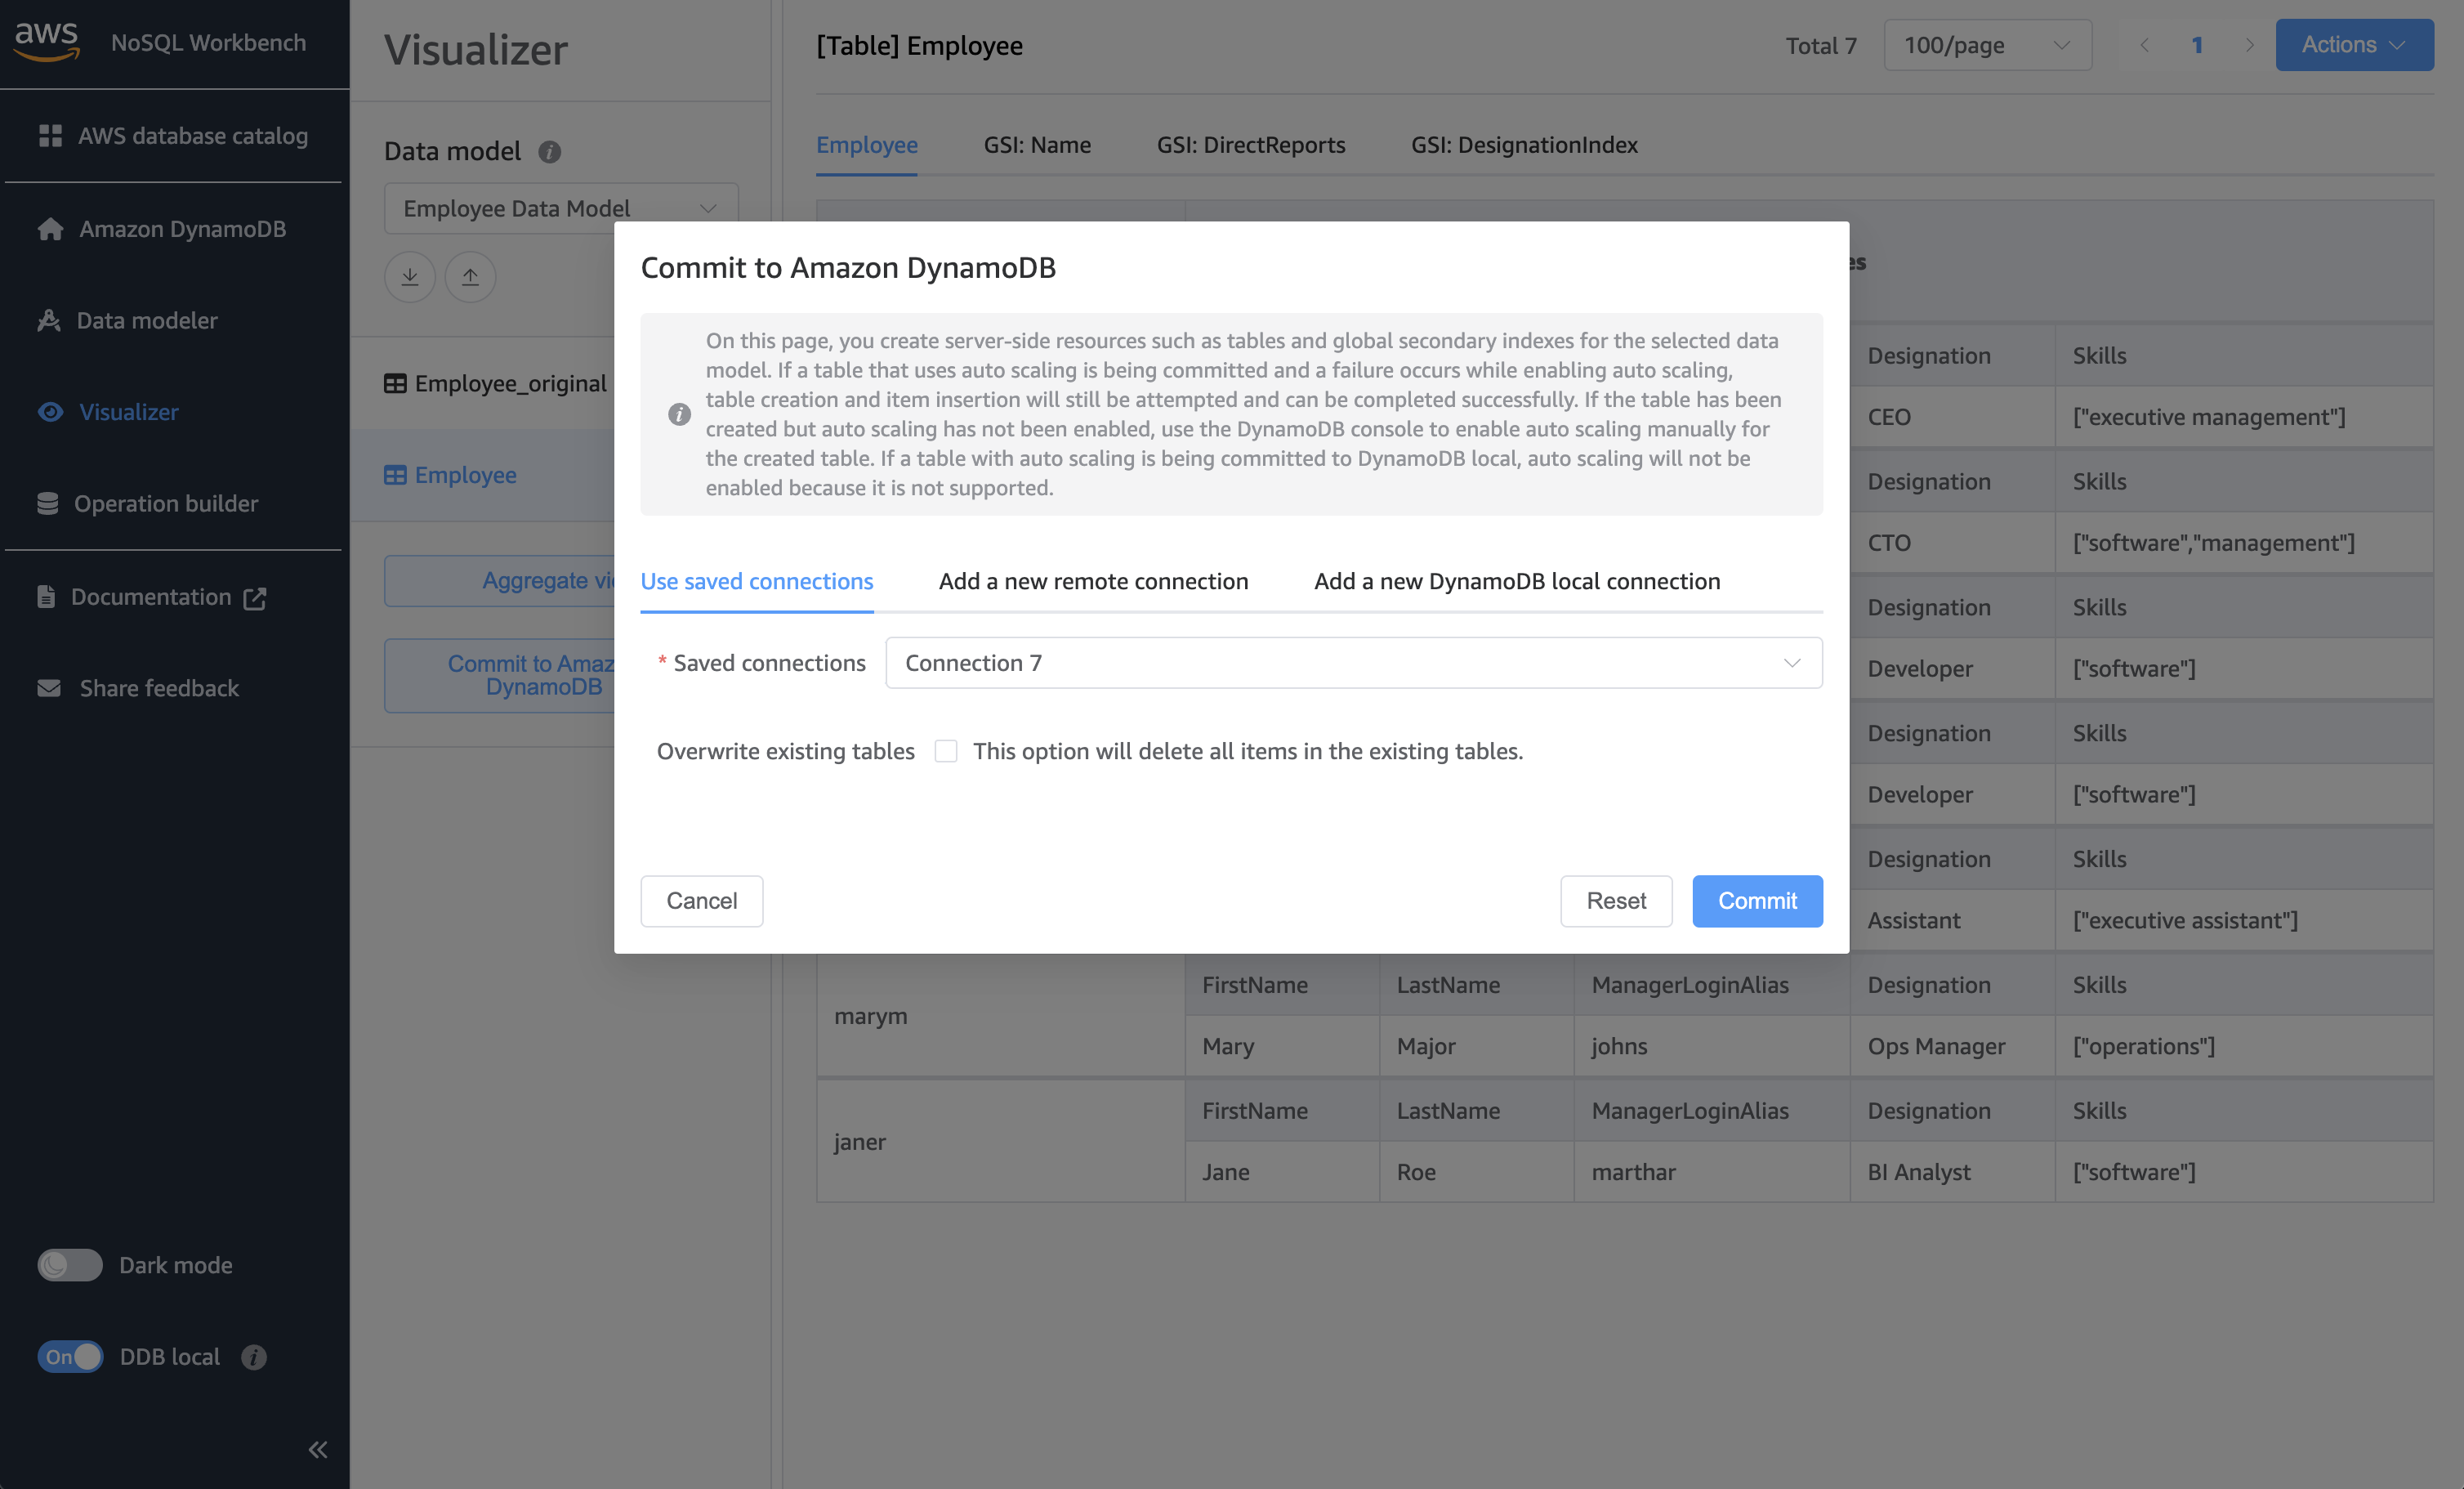 aws
NoSQL Workbench
AWS database catalog
Amazon DynamoDB
Data modeler
Visualizer
Operation builder
Documentation
Share feedback
Dark mode
On
DDB local
Visualizer
Data model
Employee Data Model
Employee_original
Employee
Aggregate vi
Commit to Amaz
DynamoDB
[Table] Employee
Total 7
100/page
1
Actions
Employee
GSI: Name
GSI: DirectReports
GSI: DesignationIndex
Commit to Amazon DynamoDB
On this page, you create server-side resources such as tables and global secondary indexes for the selected data
model. If a table that uses auto scaling is being committed and a failure occurs while enabling auto scaling,
table creation and item insertion will still be attempted and can be completed successfully. If the table has been
created but auto scaling has not been enabled, use the DynamoDB console to enable auto scaling manually for
the created table. If a table with auto scaling is being committed to DynamoDB local, auto scaling will not be
enabled because it is not supported.
Use saved connections
Add a new remote connection
Add a new DynamoDB local connection
* Saved connections
Connection 7
Overwrite existing tables
This option will delete all items in the existing tables.
Cancel
Reset
Commit
es
Designation Skills
CEO ["executive management"]
Designation Skills
CTO ["software","management"]
Designation Skills
Developer ["software"]
Designation Skills
Developer ["software"]
Designation Skills
Assistant ["executive assistant"]
marym
FirstName LastName ManagerLoginAlias Designation Skills
Mary Major johns Ops Manager ["operations"]
janer
FirstName LastName ManagerLoginAlias Designation Skills
Jane Roe marthar BI Analyst ["software"]